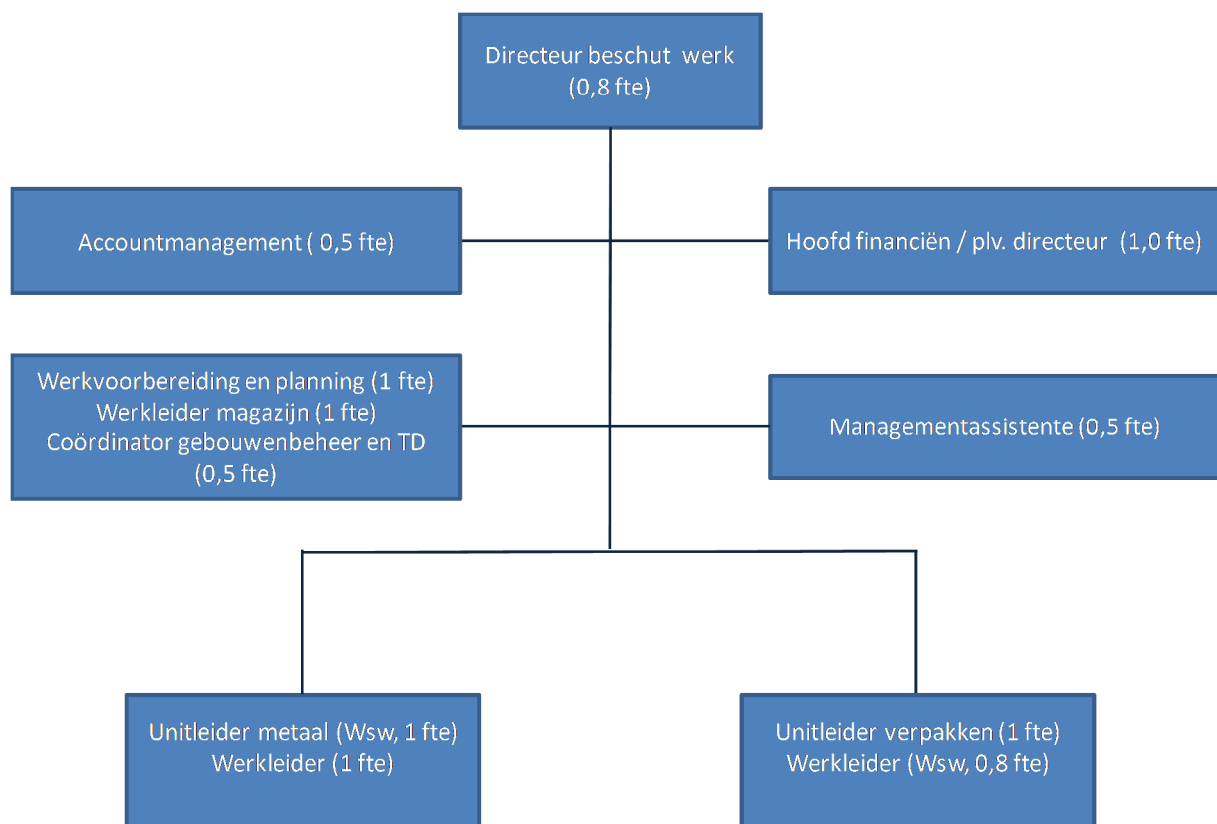 Directeur beschut werk
(0,8 fte)
Accountmanagement ( 0,5 fte)
Hoofd financiën / plv. directeur (1,0 fte)
Werkvoorbereiding en planning (1 fte)
Werkleider magazijn (1 fte)
Coördinator gebouwenbeheer en TD
(0,5 fte)
Managementassistente (0,5 fte)
Unitleider metaal (Wsw, 1 fte)
Werkleider (1 fte)
Unitleider verpakken (1 fte)
Werkleider (Wsw, 0,8 fte)